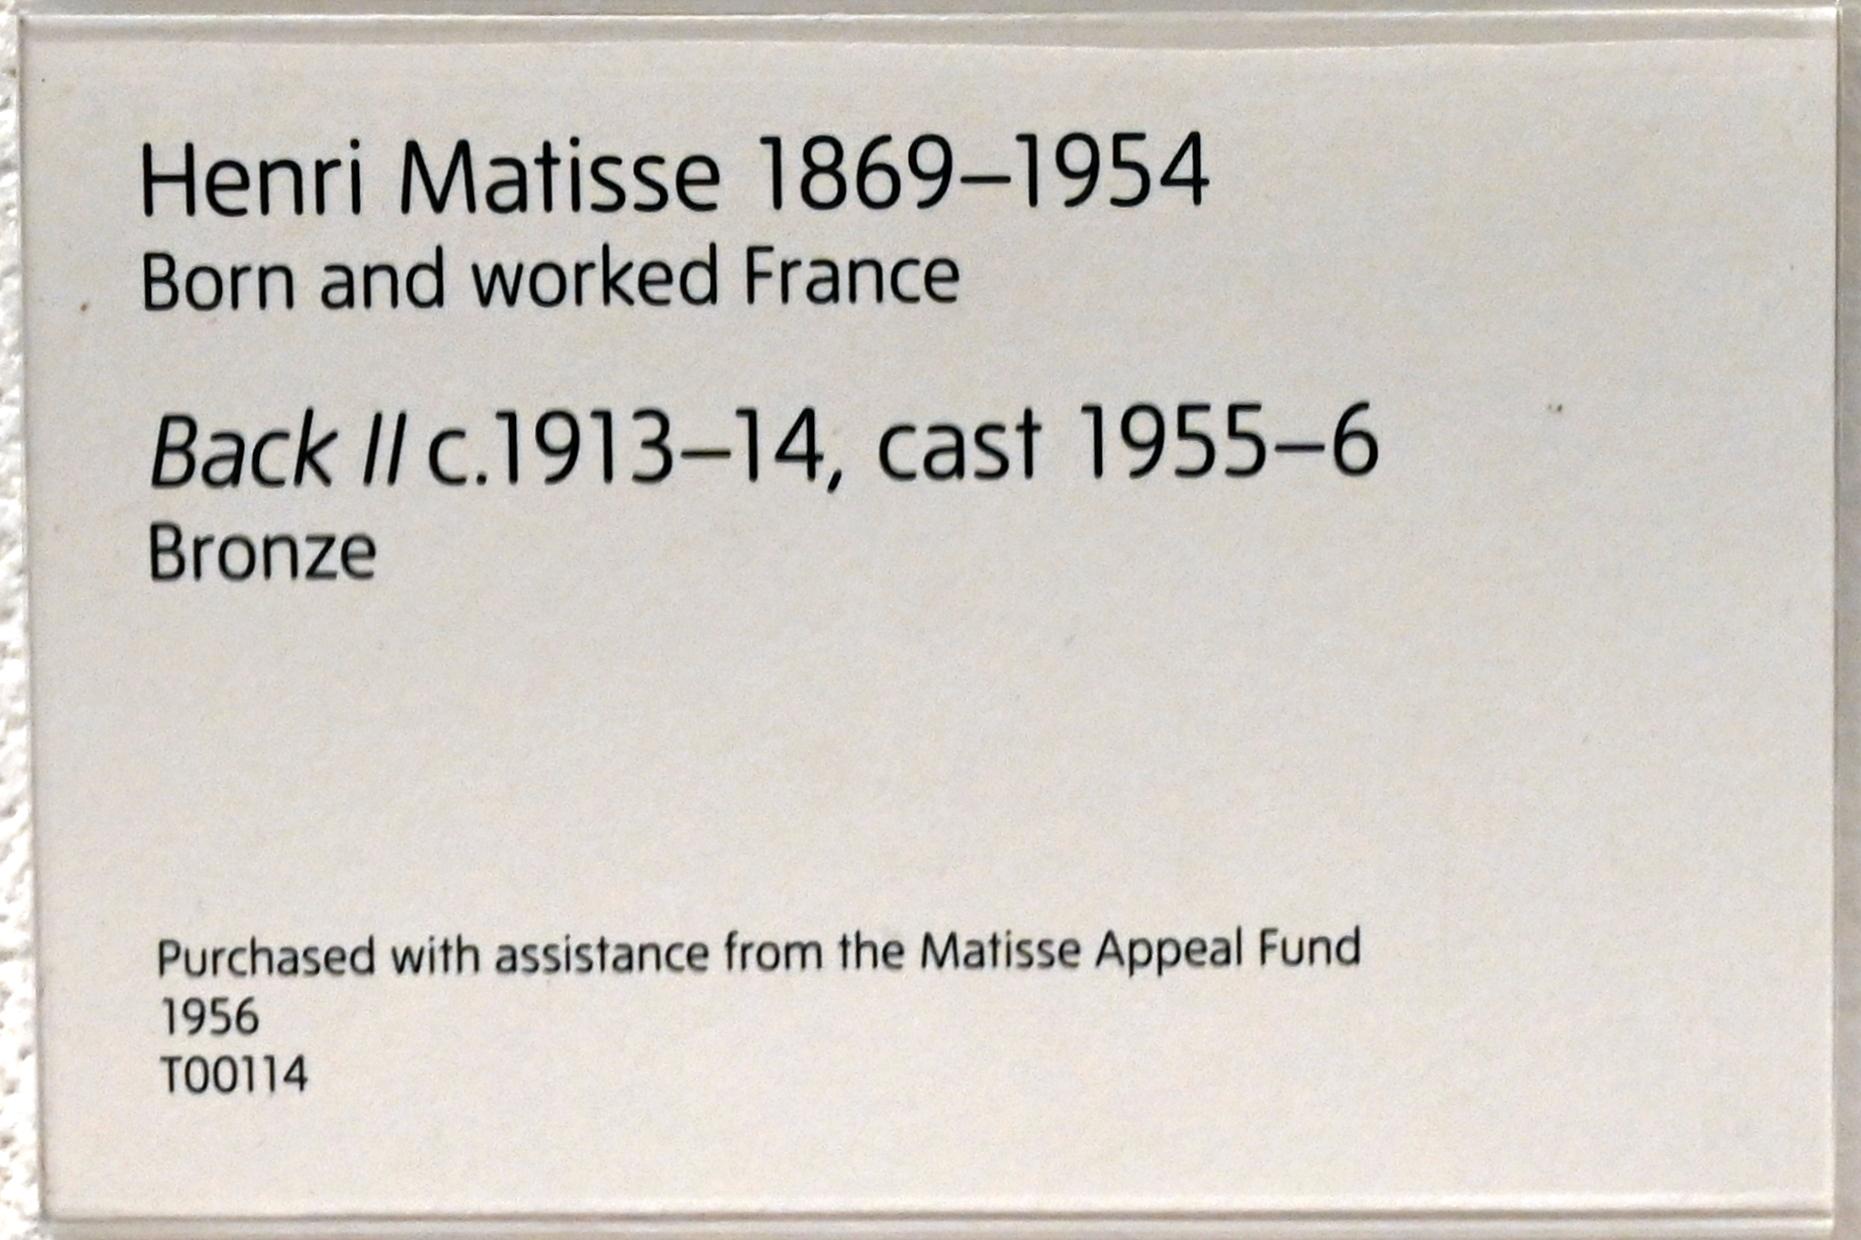 Henri Matisse 1869–1954
Born and worked France
Back II c.1913–14, cast 1955–6
Bronze
Purchased with assistance from the Matisse Appeal Fund
1956
T00114